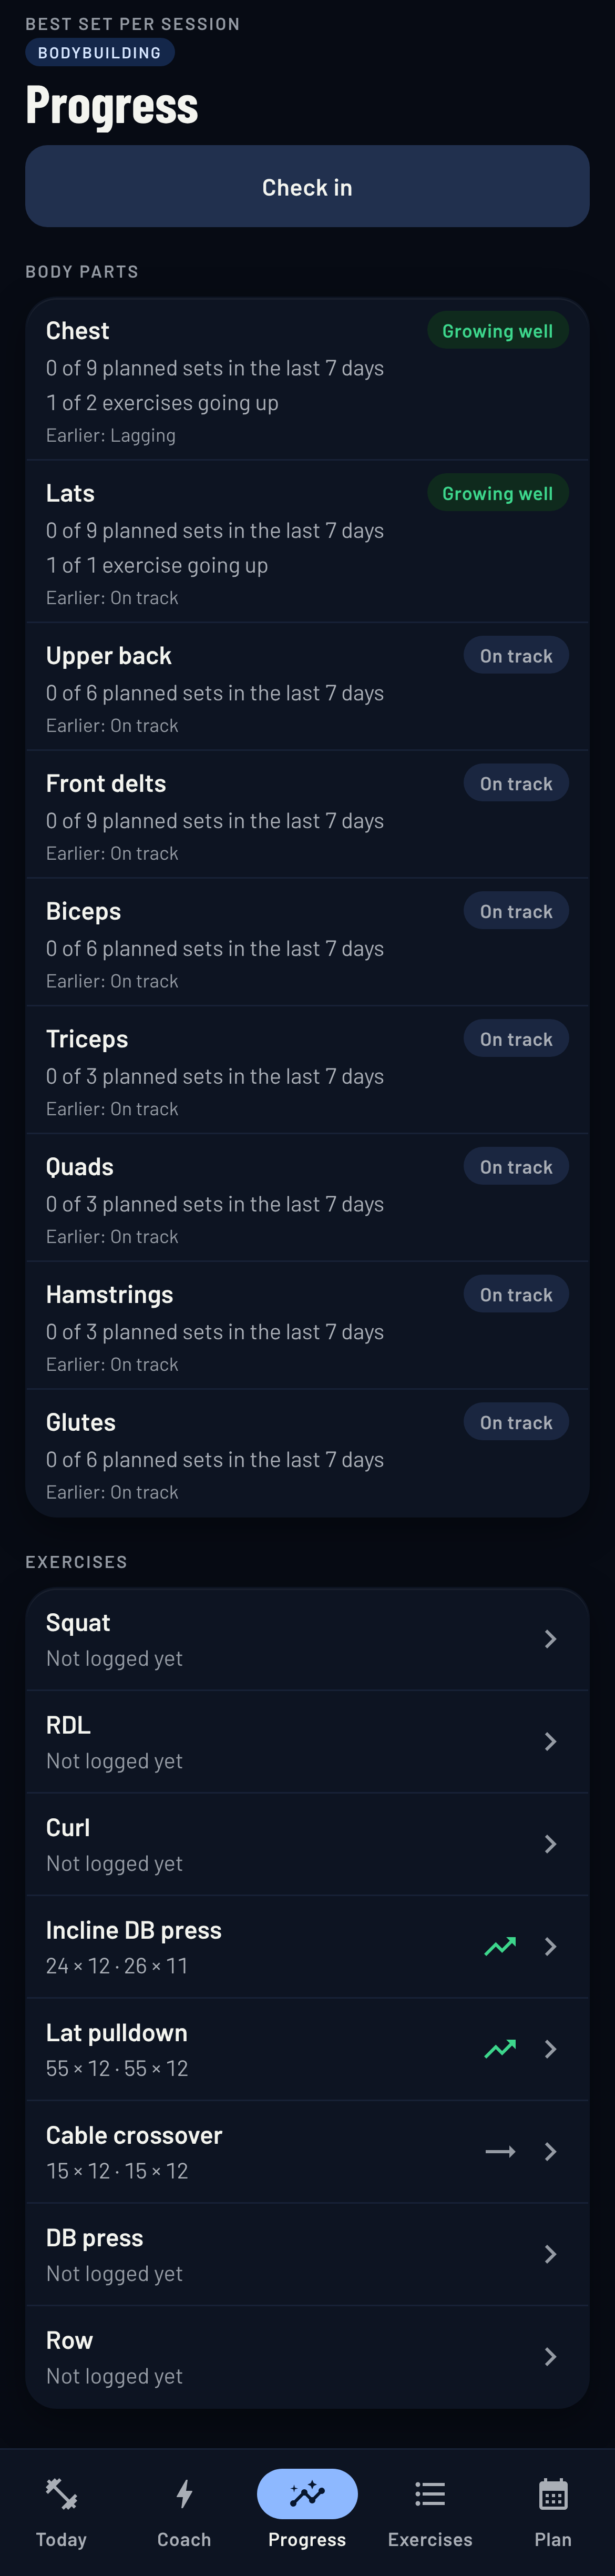 BEST SET PER SESSION
BODYBUILDING
Progress
Check in
BODY PARTS
Chest
Growing well
0 of 9 planned sets in the last 7 days
1 of 2 exercises going up
Earlier: Lagging
Lats
Growing well
0 of 9 planned sets in the last 7 days
1 of 1 exercise going up
Earlier: On track
Upper back
On track
0 of 6 planned sets in the last 7 days
Earlier: On track
Front delts
On track
0 of 9 planned sets in the last 7 days
Earlier: On track
Biceps
On track
0 of 6 planned sets in the last 7 days
Earlier: On track
Triceps
On track
0 of 3 planned sets in the last 7 days
Earlier: On track
Quads
On track
0 of 3 planned sets in the last 7 days
Earlier: On track
Hamstrings
On track
0 of 3 planned sets in the last 7 days
Earlier: On track
Glutes
On track
0 of 6 planned sets in the last 7 days
Earlier: On track
EXERCISES
Squat
Not logged yet
RDL
Not logged yet
Curl
Not logged yet
Incline DB press
24 × 12 · 26 × 11
Lat pulldown
55 × 12 · 55 × 12
Cable crossover
15 × 12 · 15 × 12
DB press
Not logged yet
Row
Not logged yet
Today
Coach
Progress
Exercises
Plan